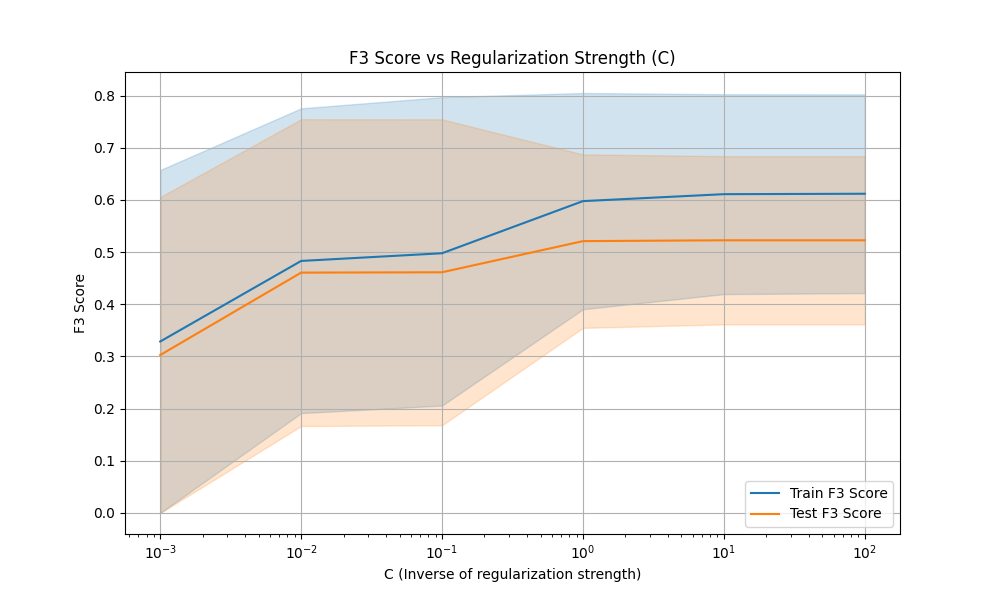 F3 Score vs Regularization Strength (C)
F3 Score
0.8
0.7
0.6
0.5
0.4
0.3
0.2
0.1
0.0
10⁻³ 10⁻² 10⁻¹ 10⁰ 10¹ 10²
C (Inverse of regularization strength)
Train F3 Score
Test F3 Score